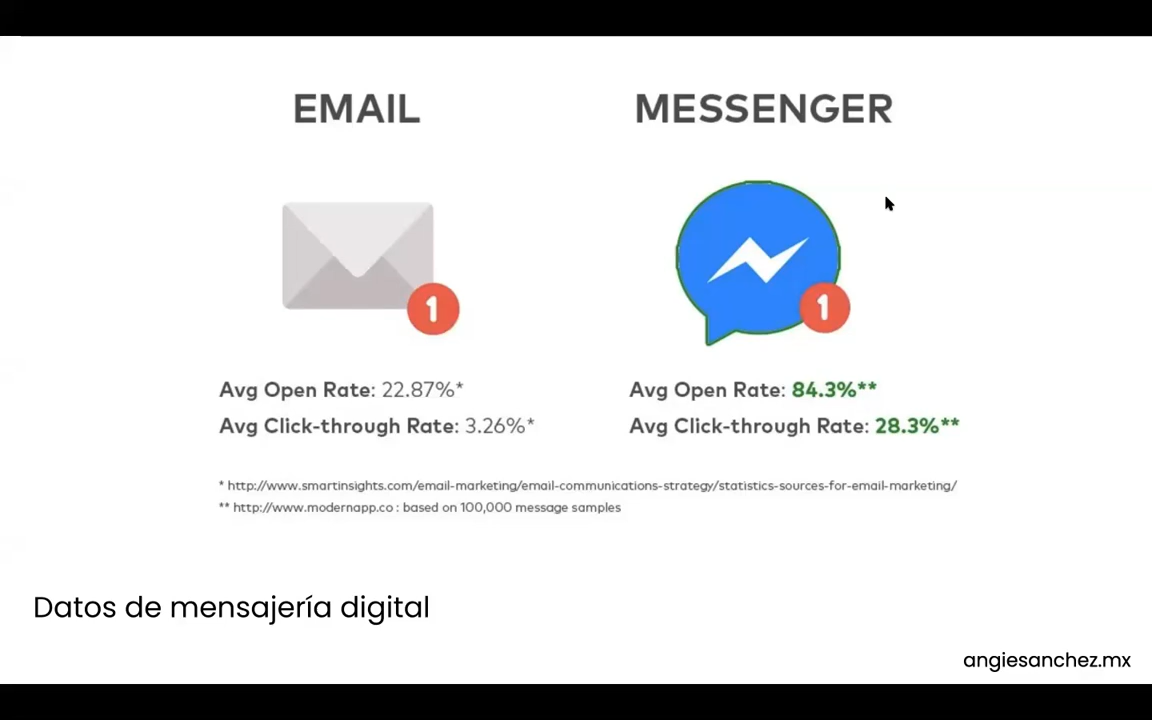 EMAIL
MESSENGER
1
1
Avg Open Rate: 22.87%*
Avg Click-through Rate: 3.26%*
Avg Open Rate: 84.3%**
Avg Click-through Rate: 28.3%**
* http://www.smartinsights.com/email-marketing/email-communications-strategy/statistics-sources-for-email-marketing/
** http://www.modernapp.co : based on 100,000 message samples
Datos de mensajería digital
angiesanchez.mx